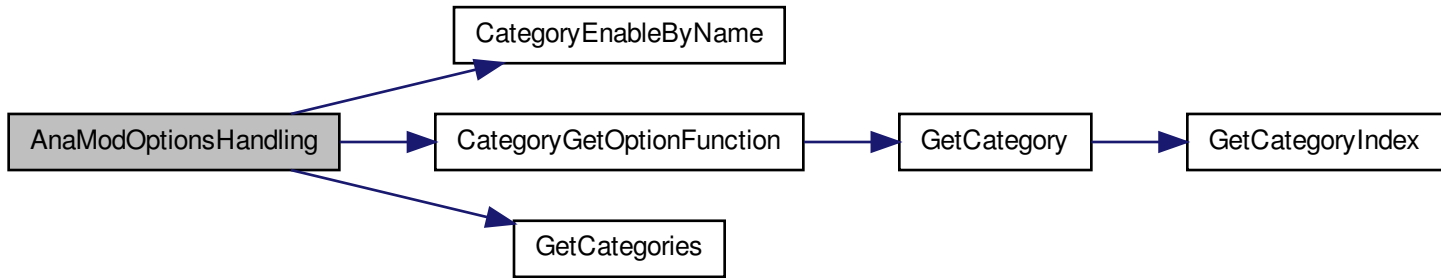 CategoryEnableByName
AnaModOptionsHandling
CategoryGetOptionFunction
GetCategory
GetCategoryIndex
GetCategories